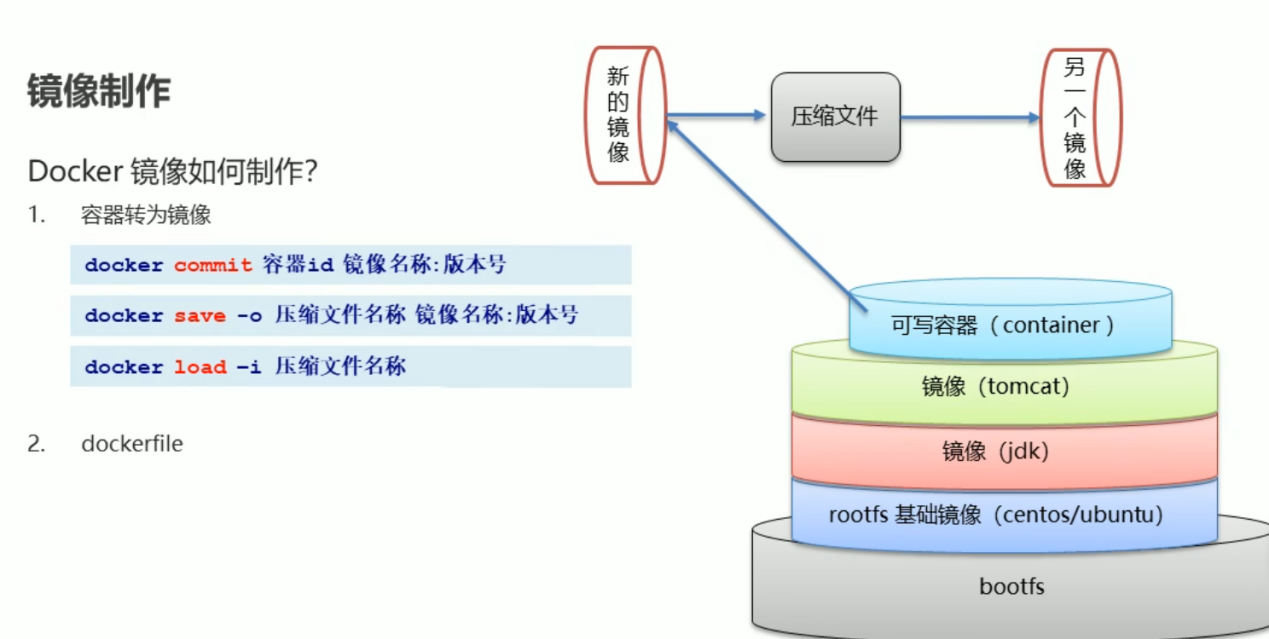 镜像制作
Docker 镜像如何制作？
1. 容器转为镜像
docker commit 容器id 镜像名称:版本号
docker save -o 压缩文件名称 镜像名称:版本号
docker load –i 压缩文件名称
2. dockerfile
新的镜像
压缩文件
另一个镜像
可写容器（container ）
镜像（tomcat）
镜像（jdk）
rootfs 基础镜像（centos/ubuntu）
bootfs